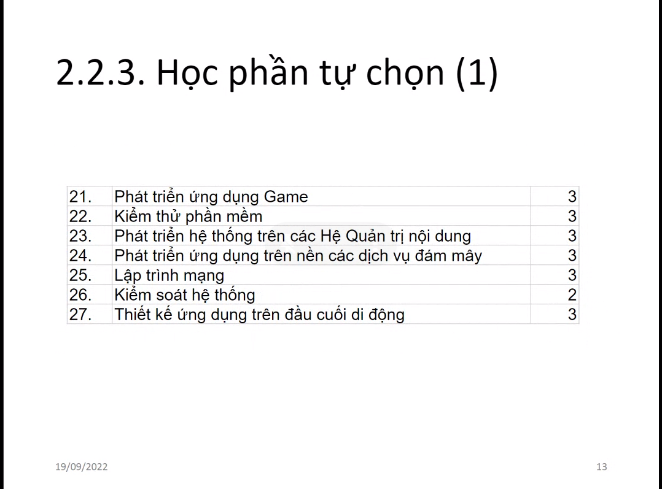 2.2.3. Học phần tự chọn (1)
21. Phát triển ứng dụng Game 3
22. Kiểm thử phần mềm 3
23. Phát triển hệ thống trên các Hệ Quản trị nội dung 3
24. Phát triển ứng dụng trên nền các dịch vụ đám mây 3
25. Lập trình mạng 3
26. Kiểm soát hệ thống 2
27. Thiết kế ứng dụng trên đầu cuối di động 3
19/09/2022 13